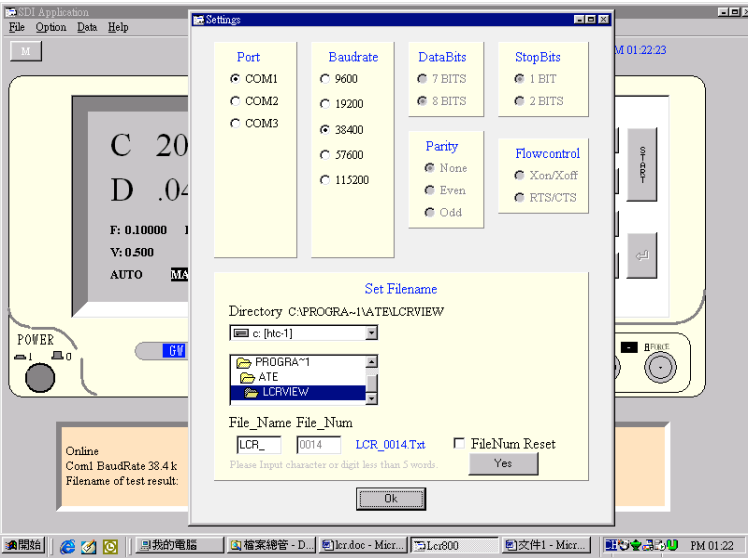 SDI Application
File Option Data Help
M
M 01:22:23
C 20
D .04
F: 0.10000
V: 0.500
AUTO MA
START
POWER
1 0
GW
Online
Com1 BaudRate 38.4 k
Filename of test result:
Settings
Port
COM1
COM2
COM3
Baudrate
9600
19200
38400
57600
115200
DataBits
7 BITS
8 BITS
StopBits
1 BIT
2 BITS
Parity
None
Even
Odd
Flowcontrol
Xon/Xoff
RTS/CTS
Set Filename
Directory C:\PROGRA~1\ATE\LCRVIEW
c: [htc-1]
PROGRA~1
ATE
LCRVIEW
File_Name File_Num
LCR_ 0014 LCR_0014.Txt FileNum Reset
Please Input character or digit less than 5 words. Yes
Ok
開始 我的電腦 檔案總管 - D... lcr.doc - Micr... Lcr800 文件1 - Micr... PM 01:22